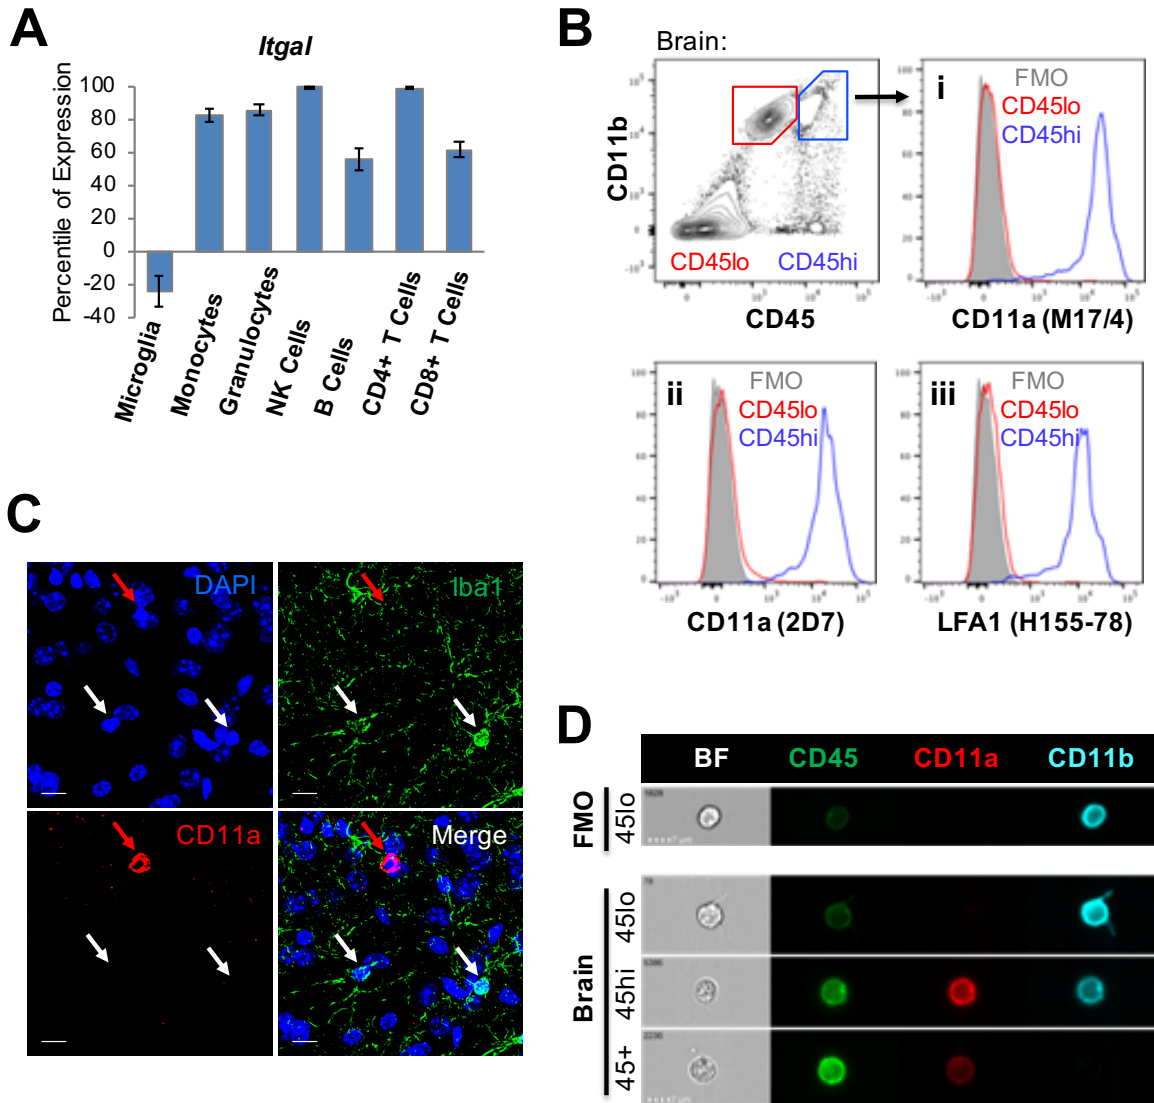 A
Itgal
Percentile of Expression
100
80
60
40
20
0
-20
-40
Microglia
Monocytes
Granulocytes
NK Cells
B Cells
CD4+ T Cells
CD8+ T Cells
B
Brain:
CD11b
CD45lo
CD45hi
CD45
i
FMO
CD45lo
CD45hi
CD11a (M17/4)
ii
FMO
CD45lo
CD45hi
CD11a (2D7)
iii
FMO
CD45lo
CD45hi
LFA1 (H155-78)
C
DAPI
Iba1
CD11a
Merge
D
BF
CD45
CD11a
CD11b
FMO
45lo
Brain
45lo
45hi
45+